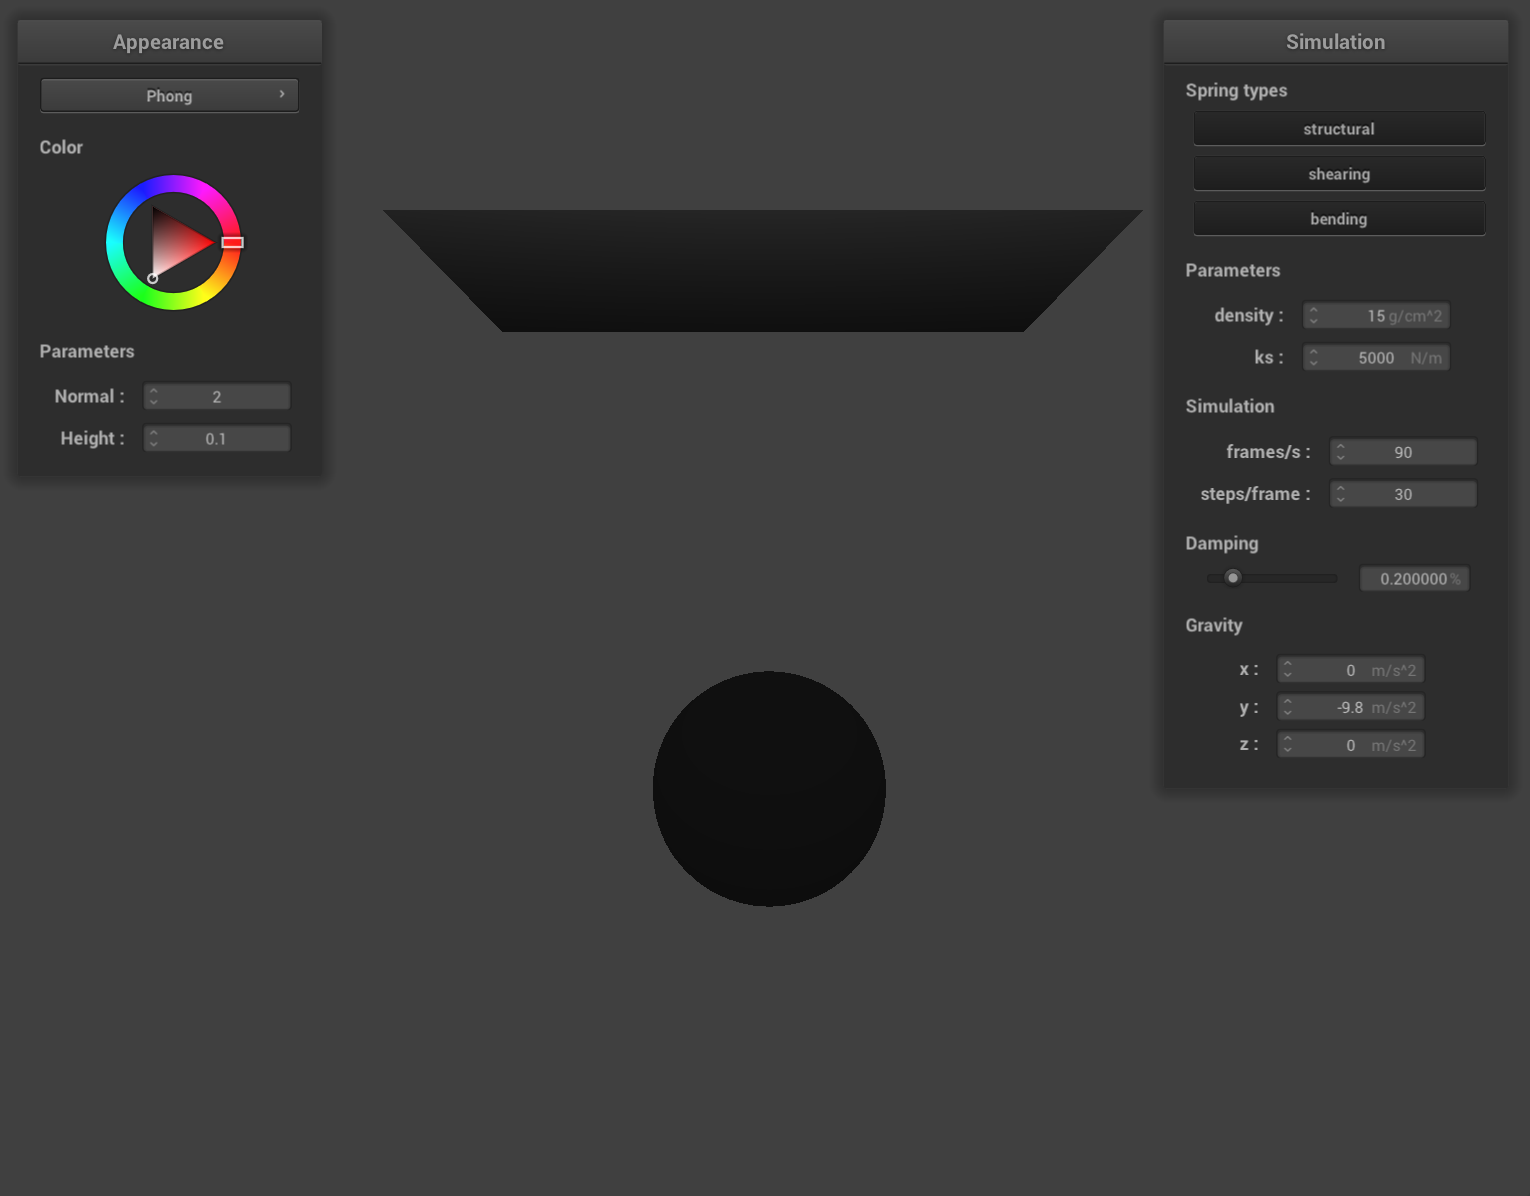 Appearance
Phong
Color
Parameters
Normal : 2
Height : 0.1
Simulation
Spring types
structural
shearing
bending
Parameters
density : 15 g/cm^2
ks : 5000 N/m
Simulation
frames/s : 90
steps/frame : 30
Damping
0.200000 %
Gravity
x : 0 m/s^2
y : -9.8 m/s^2
z : 0 m/s^2